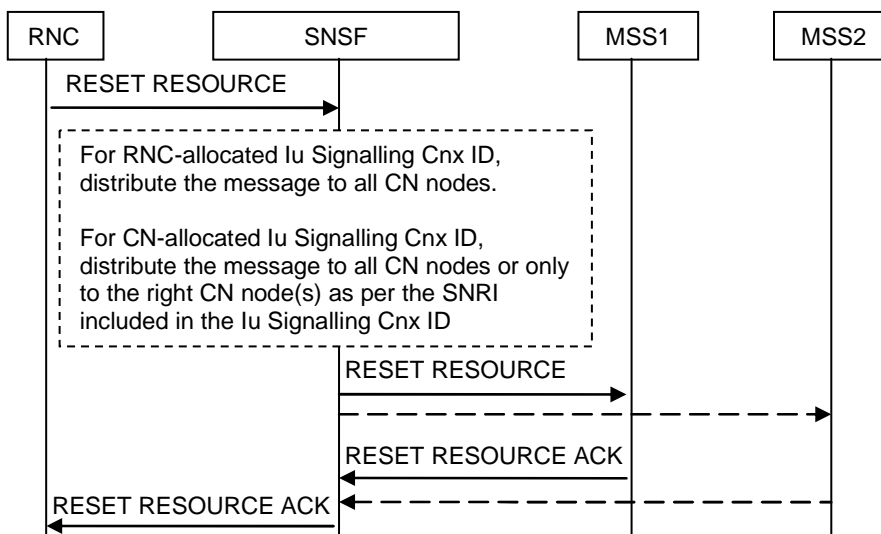 RNC
SNSF
MSS1
MSS2
RESET RESOURCE
For RNC-allocated Iu Signalling Cnx ID,
distribute the message to all CN nodes.
For CN-allocated Iu Signalling Cnx ID,
distribute the message to all CN nodes or only
to the right CN node(s) as per the SNRI
included in the Iu Signalling Cnx ID
RESET RESOURCE
RESET RESOURCE ACK
RESET RESOURCE ACK